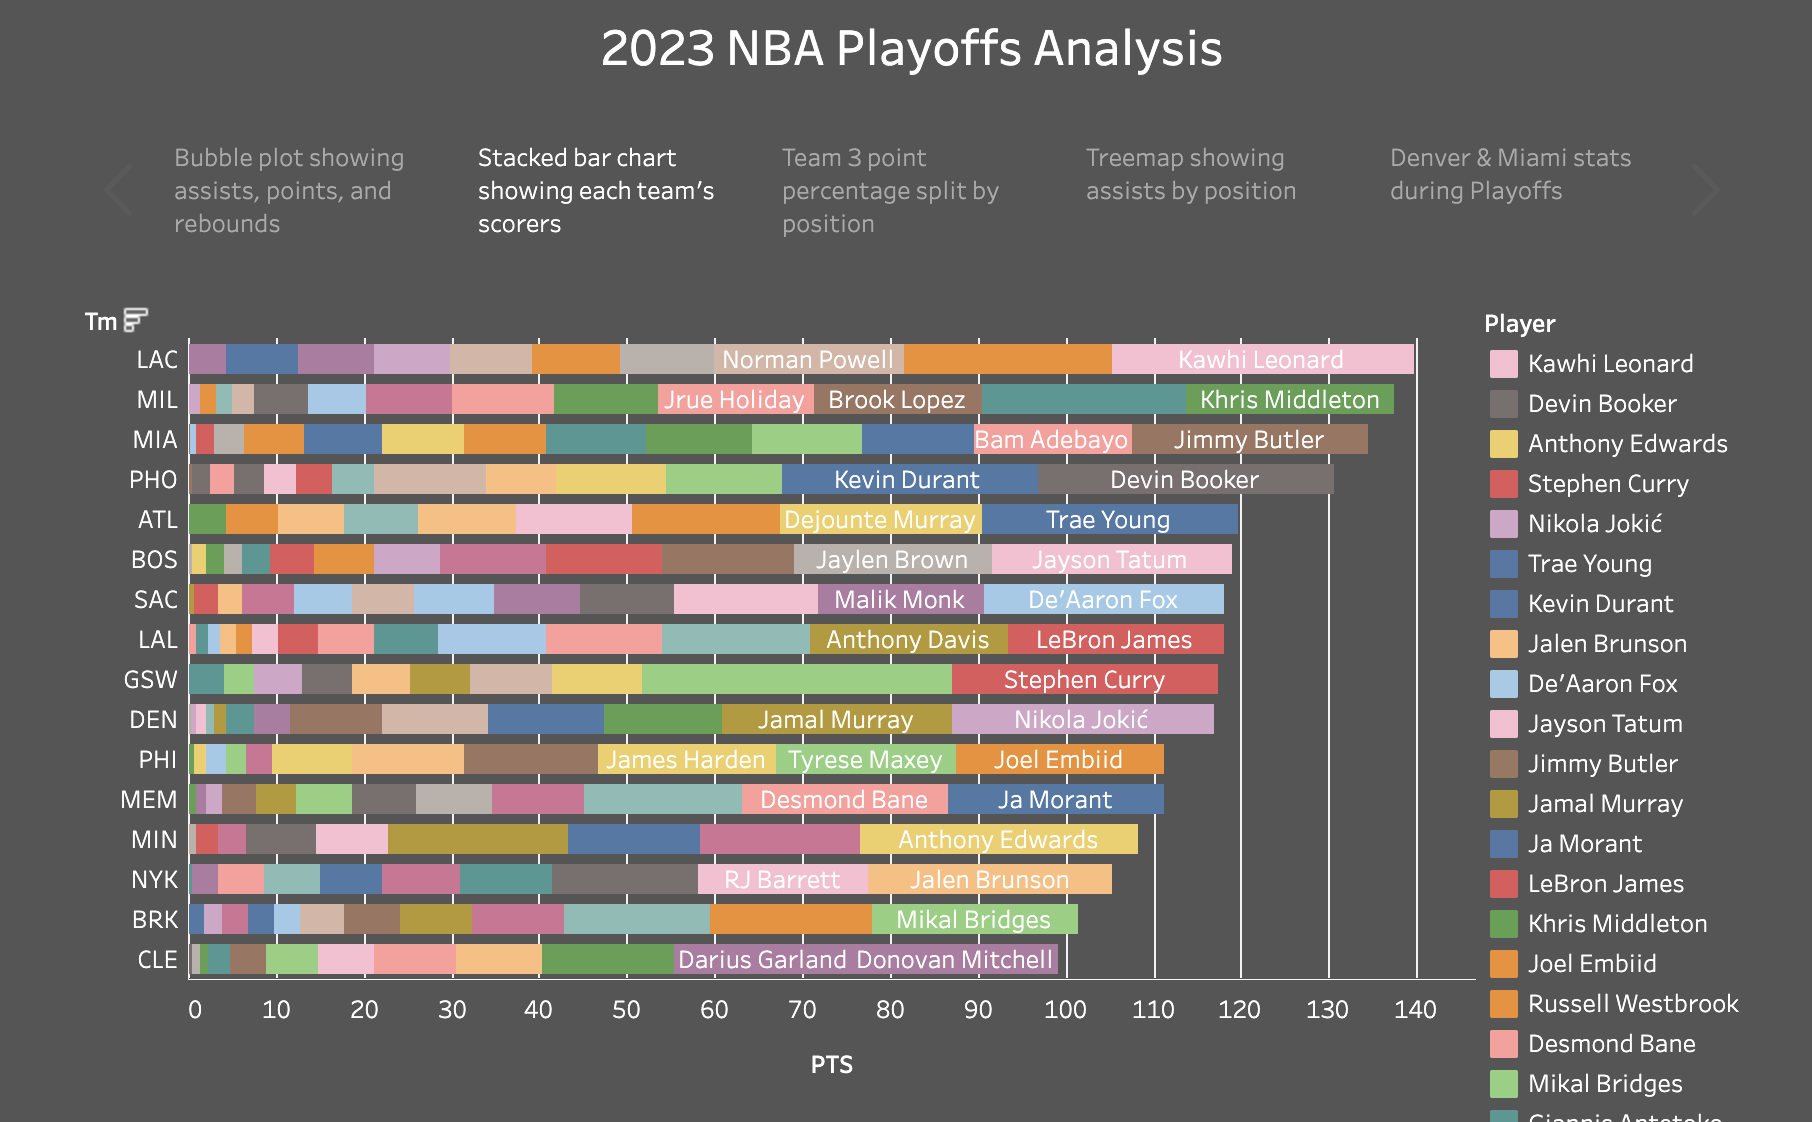 2023 NBA Playoffs Analysis
Bubble plot showing
assists, points, and
rebounds
Stacked bar chart
showing each team's
scorers
Team 3 point
percentage split by
position
Treemap showing
assists by position
Denver & Miami stats
during Playoffs
Tm
LAC Norman Powell Kawhi Leonard
MIL Jrue Holiday Brook Lopez Khris Middleton
MIA Bam Adebayo Jimmy Butler
PHO Kevin Durant Devin Booker
ATL Dejounte Murray Trae Young
BOS Jaylen Brown Jayson Tatum
SAC Malik Monk De'Aaron Fox
LAL Anthony Davis LeBron James
GSW Stephen Curry
DEN Jamal Murray Nikola Jokić
PHI James Harden Tyrese Maxey Joel Embiid
MEM Desmond Bane Ja Morant
MIN Anthony Edwards
NYK RJ Barrett Jalen Brunson
BRK Mikal Bridges
CLE Darius Garland Donovan Mitchell
0 10 20 30 40 50 60 70 80 90 100 110 120 130 140
PTS
Player
Kawhi Leonard
Devin Booker
Anthony Edwards
Stephen Curry
Nikola Jokić
Trae Young
Kevin Durant
Jalen Brunson
De'Aaron Fox
Jayson Tatum
Jimmy Butler
Jamal Murray
Ja Morant
LeBron James
Khris Middleton
Joel Embiid
Russell Westbrook
Desmond Bane
Mikal Bridges